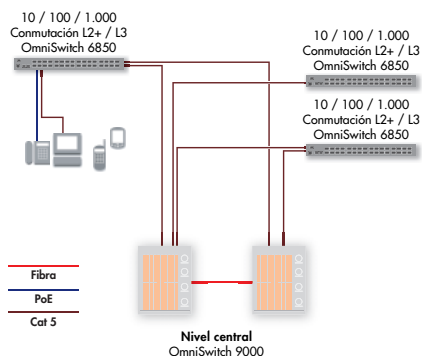 10 / 100 / 1.000
Conmutación L2+ / L3
OmniSwitch 6850
10 / 100 / 1.000
Conmutación L2+ / L3
OmniSwitch 6850
10 / 100 / 1.000
Conmutación L2+ / L3
OmniSwitch 6850
Fibra
PoE
Cat 5
Nivel central
OmniSwitch 9000